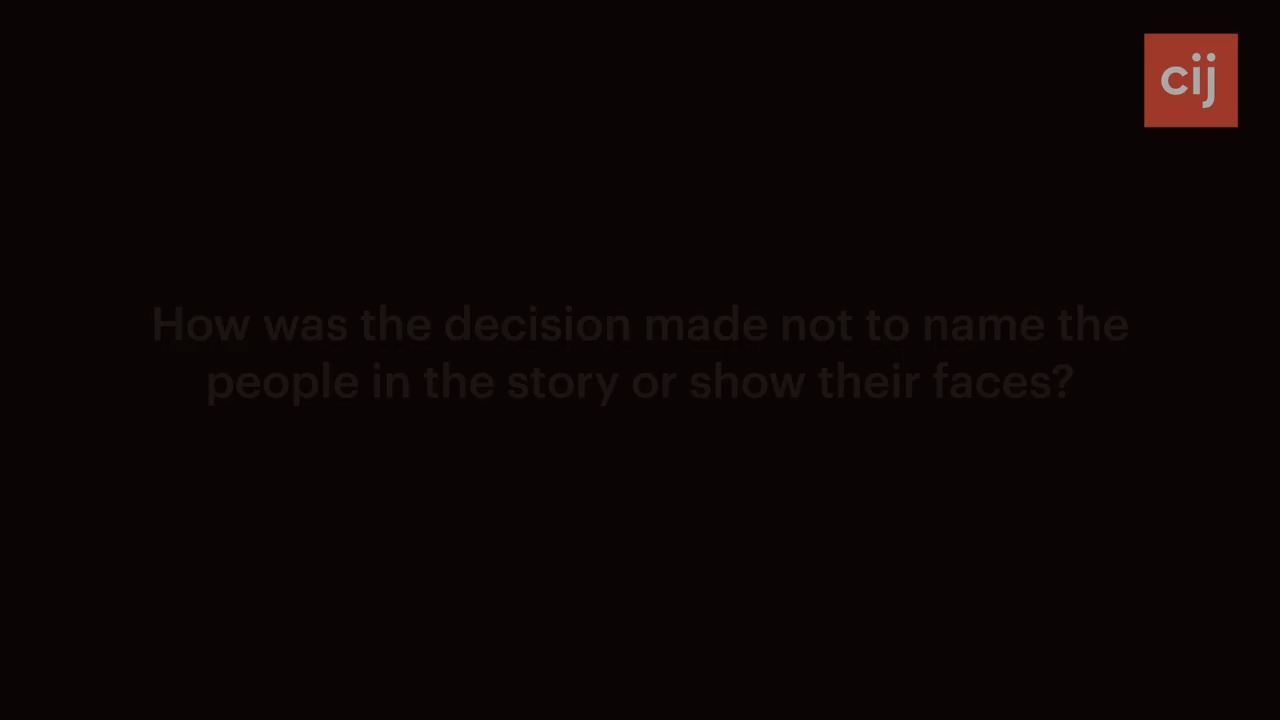 cij
How was the decision made not to name the
people in the story or show their faces?